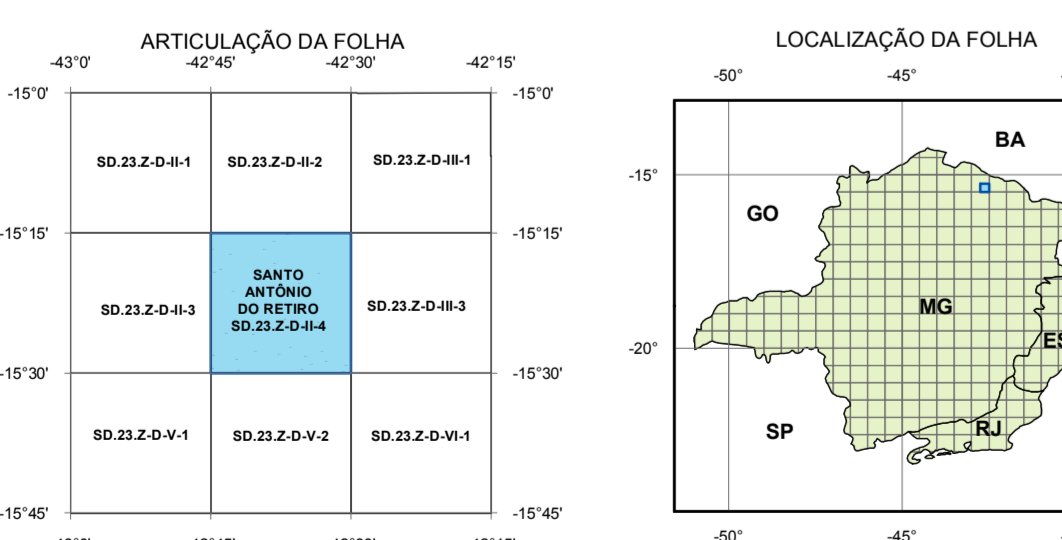 ARTICULAÇÃO DA FOLHA
-43°0' -42°45' -42°30' -42°15'
-15°0' -15°0'
SD.23.Z-D-II-1 SD.23.Z-D-II-2 SD.23.Z-D-III-1
-15°15' -15°15'
SANTO
ANTÔNIO
DO RETIRO
SD.23.Z-D-II-4
SD.23.Z-D-II-3 SD.23.Z-D-III-3
-15°30' -15°30'
SD.23.Z-D-V-1 SD.23.Z-D-V-2 SD.23.Z-D-VI-1
-15°45' -15°45'
LOCALIZAÇÃO DA FOLHA
-50° -45°
BA
-15°
GO
MG
-20°
ES
SP
RJ
-50° -45°